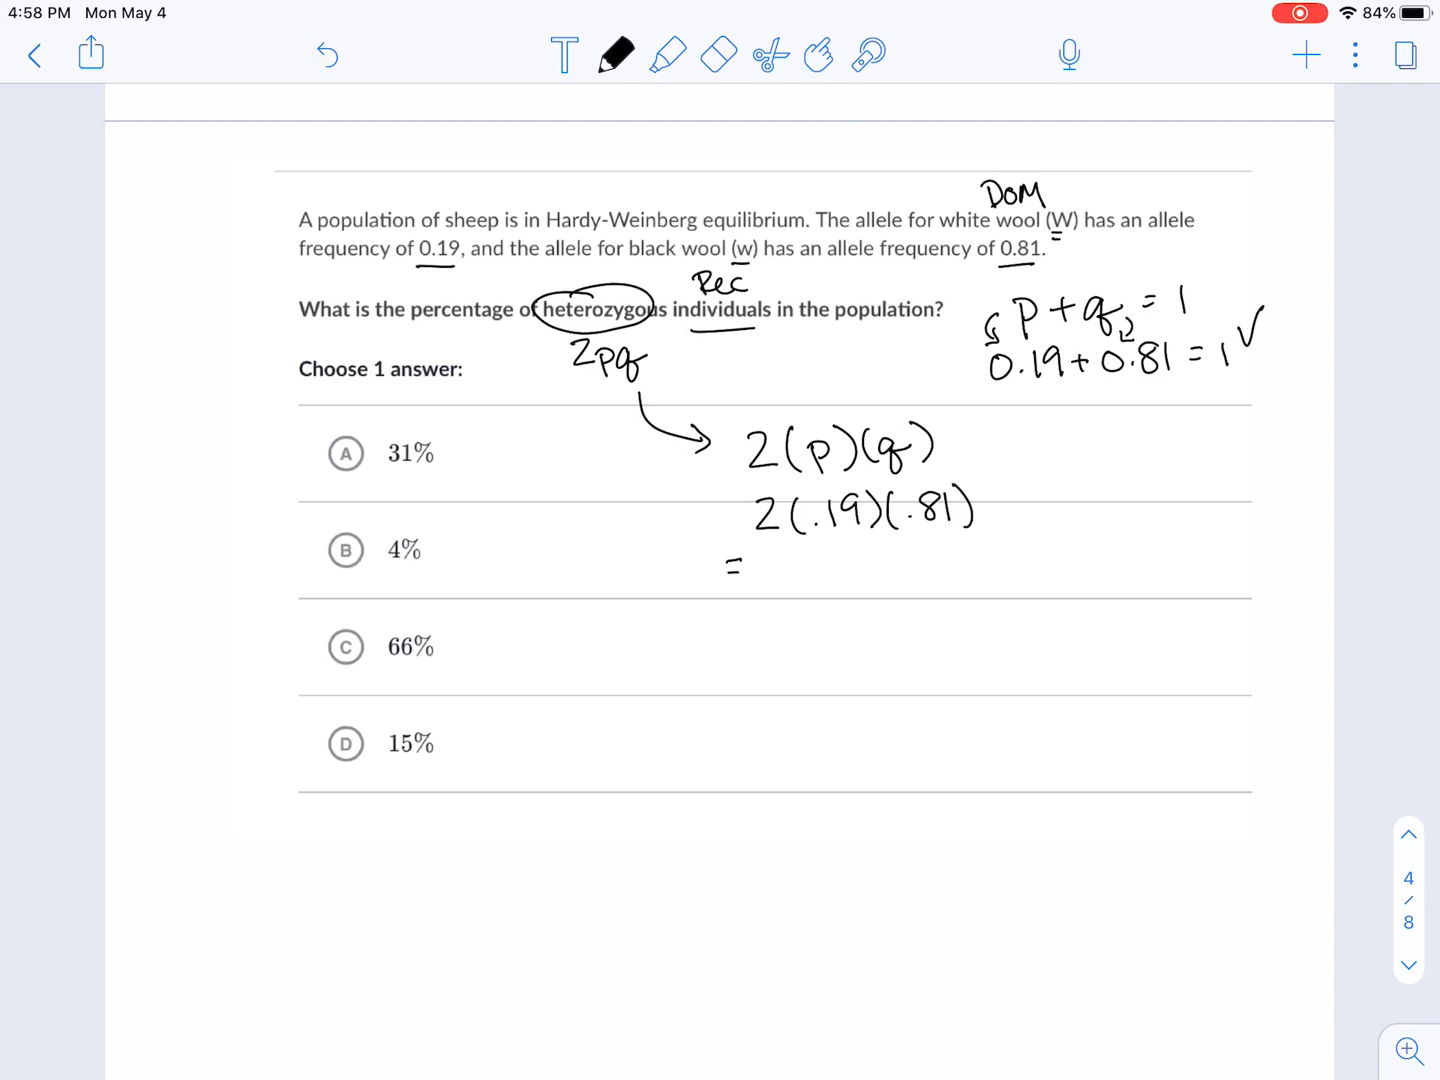 4:58 PM Mon May 4
84%
DOM
A population of sheep is in Hardy-Weinberg equilibrium. The allele for white wool (W) has an allele
frequency of 0.19, and the allele for black wool (w) has an allele frequency of 0.81.
Rec
What is the percentage of heterozygous individuals in the population?
p + q = 1
2pq
0.19 + 0.81 = 1 ✓
Choose 1 answer:
2(p)(q)
A 31%
2(.19)(.81)
B 4%
=
C 66%
D 15%
4
/
8